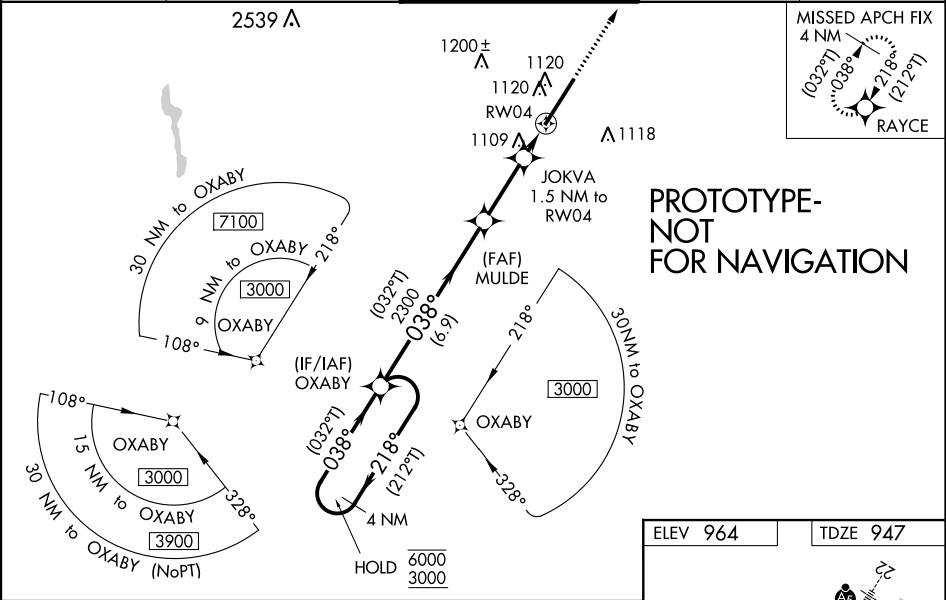 2539
1200±
1120
1120
RW04
1109
1118
JOKVA
1.5 NM to
RW04
MISSED APCH FIX
4 NM
(032°T)
038°
218°
(212°T)
RAYCE
PROTOTYPE-
NOT
FOR NAVIGATION
30 NM to OXABY
7100
218°
9 NM to OXABY
3000
OXABY
108°
(FAF)
MULDE
(032°T)
2300
038°
(6.9)
(IF/IAF)
OXABY
218°
30NM to OXABY
3000
OXABY
328°
108°
OXABY
3000
15 NM to OXABY
328°
3900
30 NM to OXABY (NoPT)
(032°T)
038°
218°
(212°T)
4 NM
HOLD
6000
3000
ELEV 964
TDZE 947
22
A5